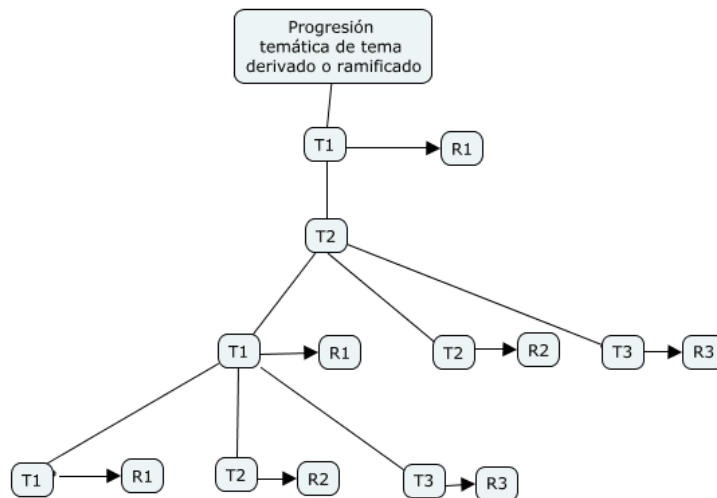 Progresión
temática de tema
derivado o ramificado
T1
R1
T2
T1
R1
T2
R2
T3
R3
T1
R1
T2
R2
T3
R3